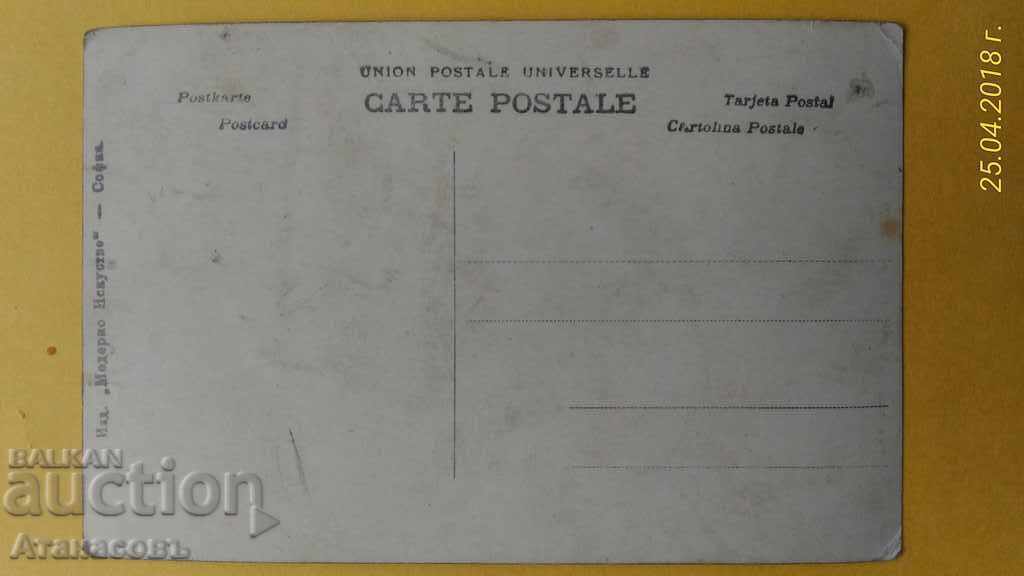 UNION POSTALE UNIVERSELLE
CARTE POSTALE
Postkarte
Postcard
Tarjeta Postal
Cartolina Postale
Изд. „Модерно Искуство“ — София.
25.04.2018 г.
BALKAN
auction
Атанасовъ